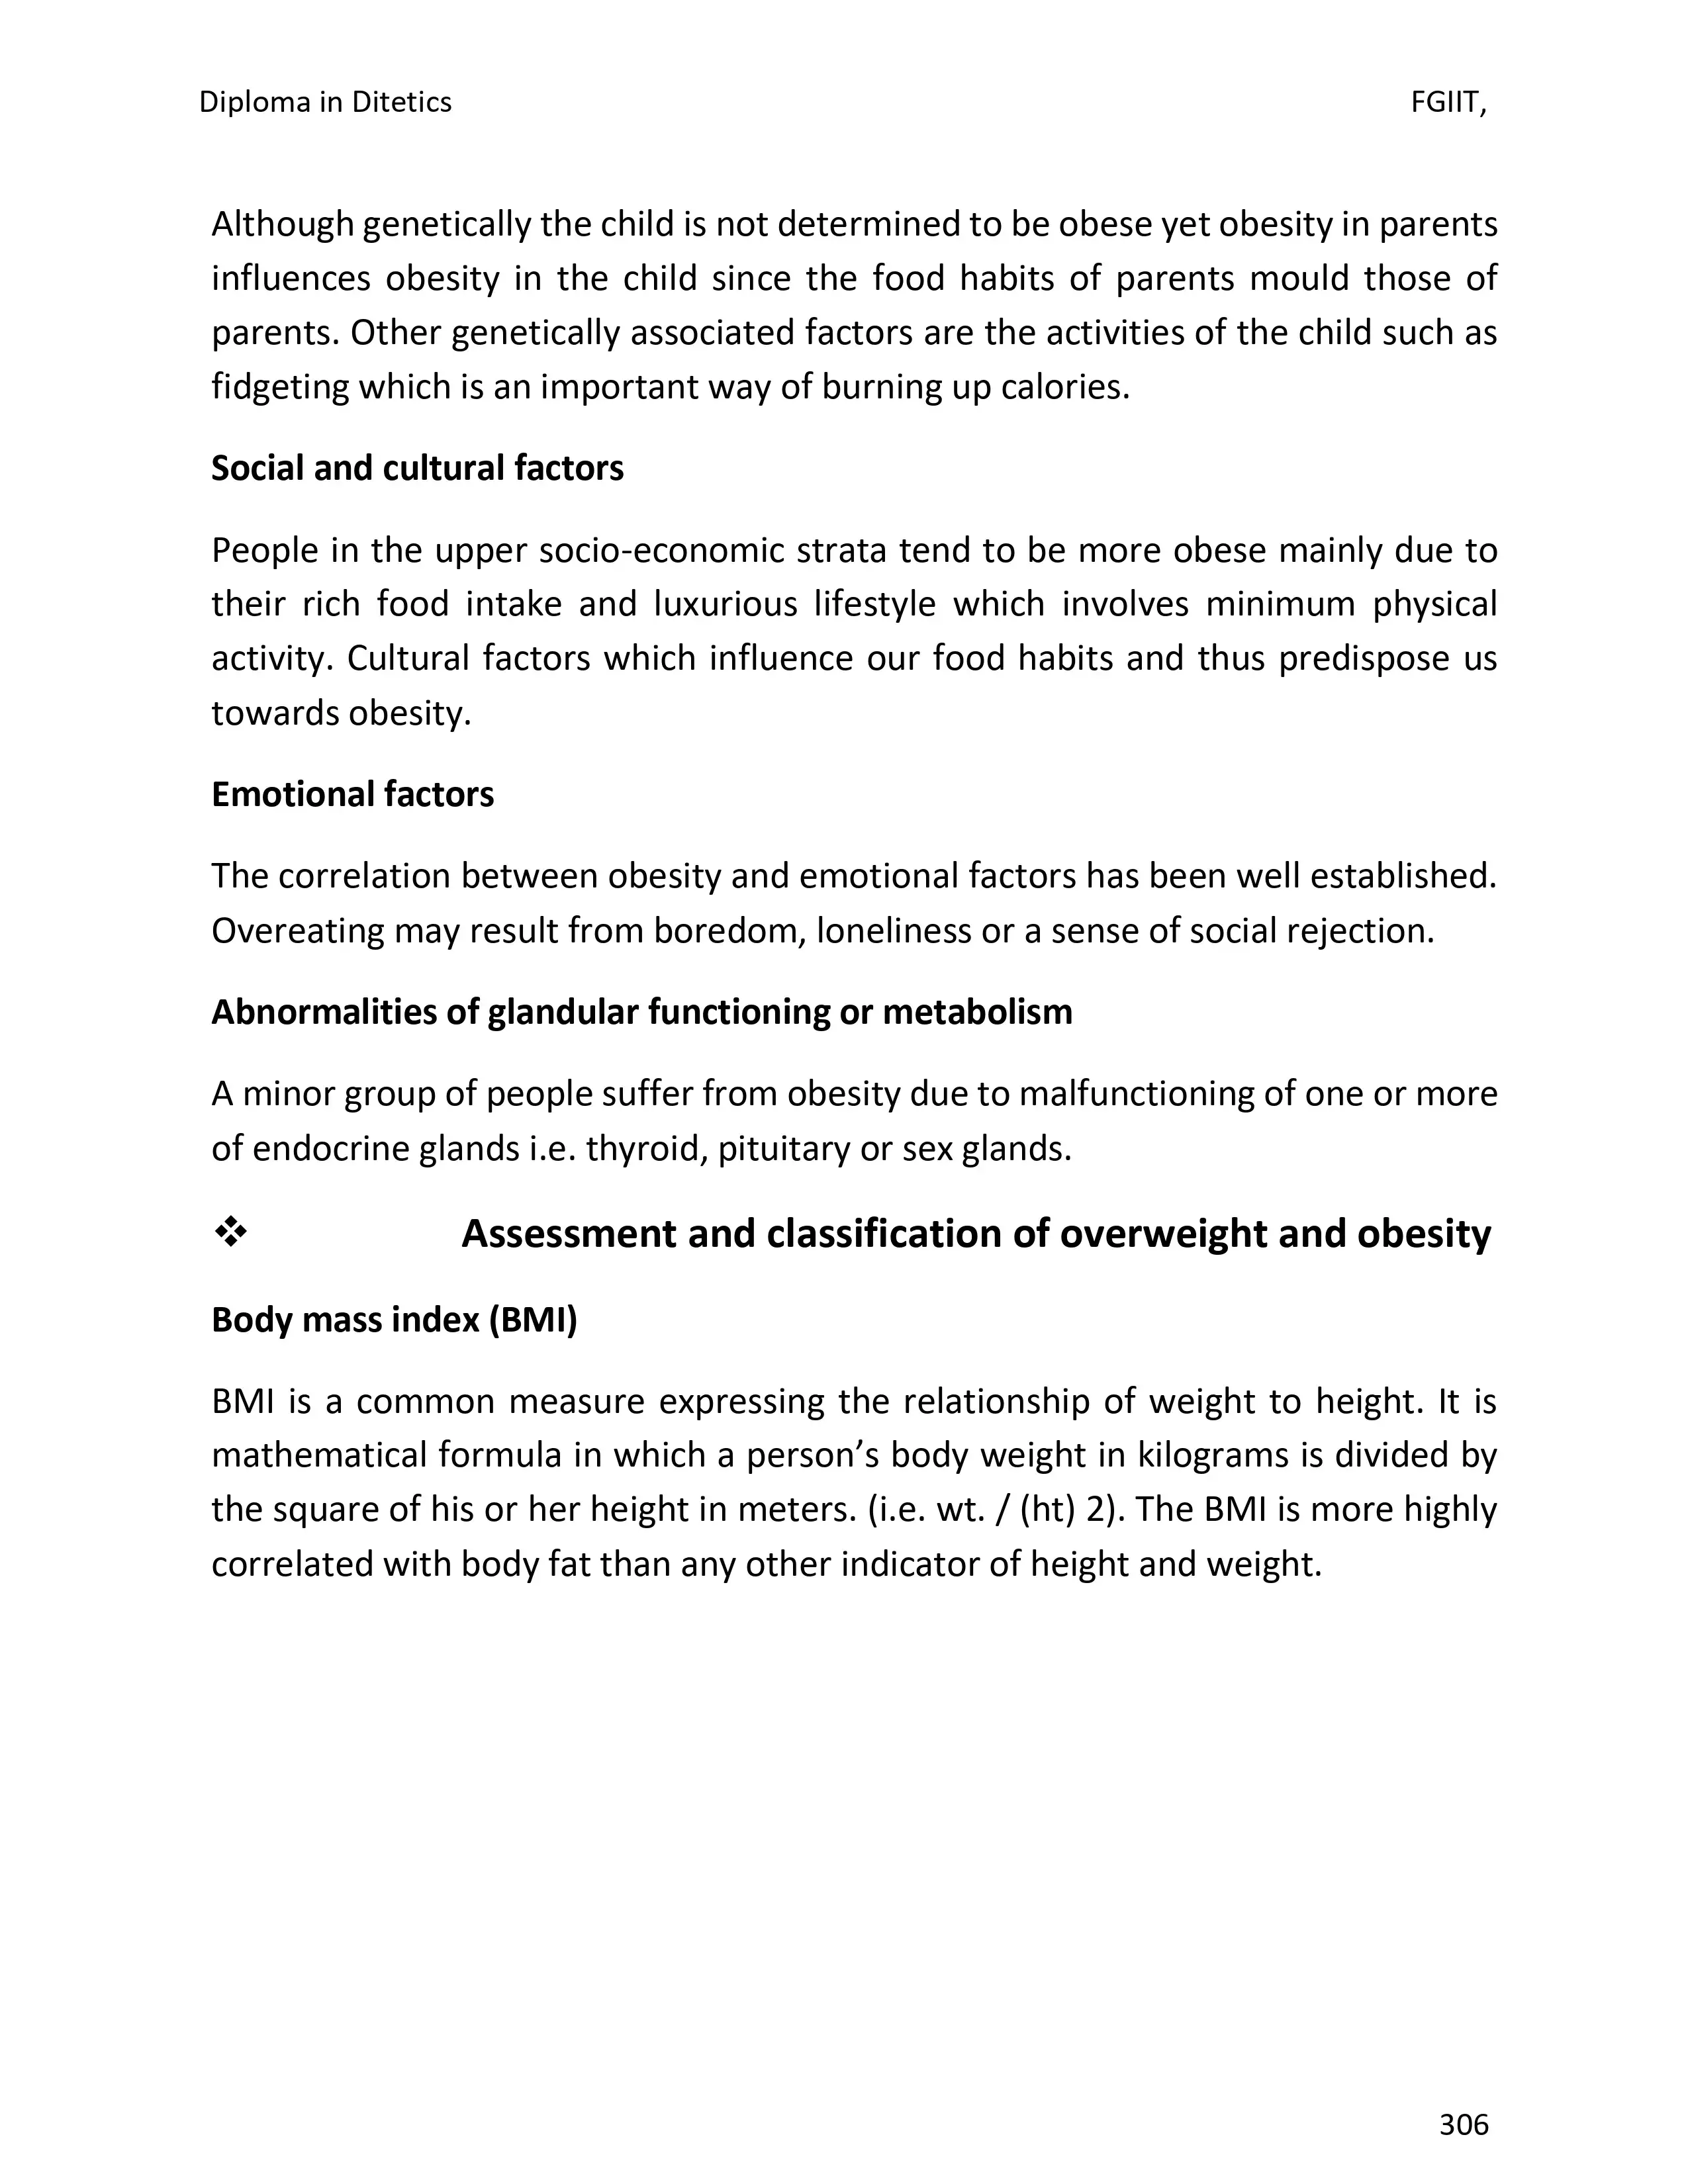 Diploma in Ditetics FGIIT,
Although genetically the child is not determined to be obese yet obesity in parents
influences obesity in the child since the food habits of parents mould those of
parents. Other genetically associated factors are the activities of the child such as
fidgeting which is an important way of burning up calories.
Social and cultural factors
People in the upper socio-economic strata tend to be more obese mainly due to
their rich food intake and luxurious lifestyle which involves minimum physical
activity. Cultural factors which influence our food habits and thus predispose us
towards obesity.
Emotional factors
The correlation between obesity and emotional factors has been well established.
Overeating may result from boredom, loneliness or a sense of social rejection.
Abnormalities of glandular functioning or metabolism
A minor group of people suffer from obesity due to malfunctioning of one or more
of endocrine glands i.e. thyroid, pituitary or sex glands.
❖ Assessment and classification of overweight and obesity
Body mass index (BMI)
BMI is a common measure expressing the relationship of weight to height. It is
mathematical formula in which a person’s body weight in kilograms is divided by
the square of his or her height in meters. (i.e. wt. / (ht) 2). The BMI is more highly
correlated with body fat than any other indicator of height and weight.
306